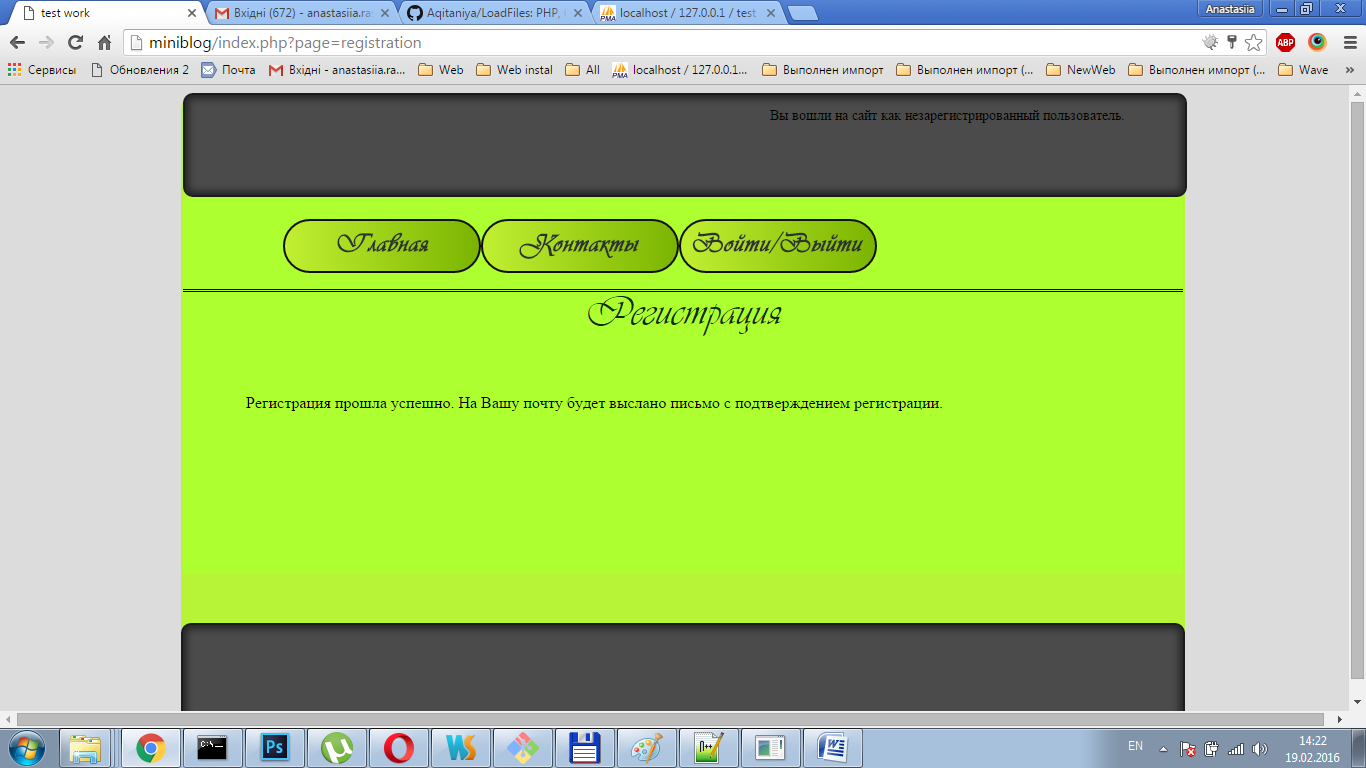 test work
Вхідні (672) - anastasiia.ra
Aqitaniya/LoadFiles: PHP,
localhost / 127.0.0.1 / test
Anastasiia
miniblog/index.php?page=registration
ABP
Сервисы
Обновления 2
Почта
Вхідні - anastasiia.ra...
Web
Web instal
All
PMA
localhost / 127.0.0.1...
Выполнен импорт
Выполнен импорт (...
NewWeb
Выполнен импорт (...
Wave
»
Вы вошли на сайт как незарегистрированный пользователь.
Главная
Контакты
Войти/Выйти
Регистрация
Регистрация прошла успешно. На Вашу почту будет выслано письмо с подтверждением регистрации.
Ps
EN
14:22
19.02.2016